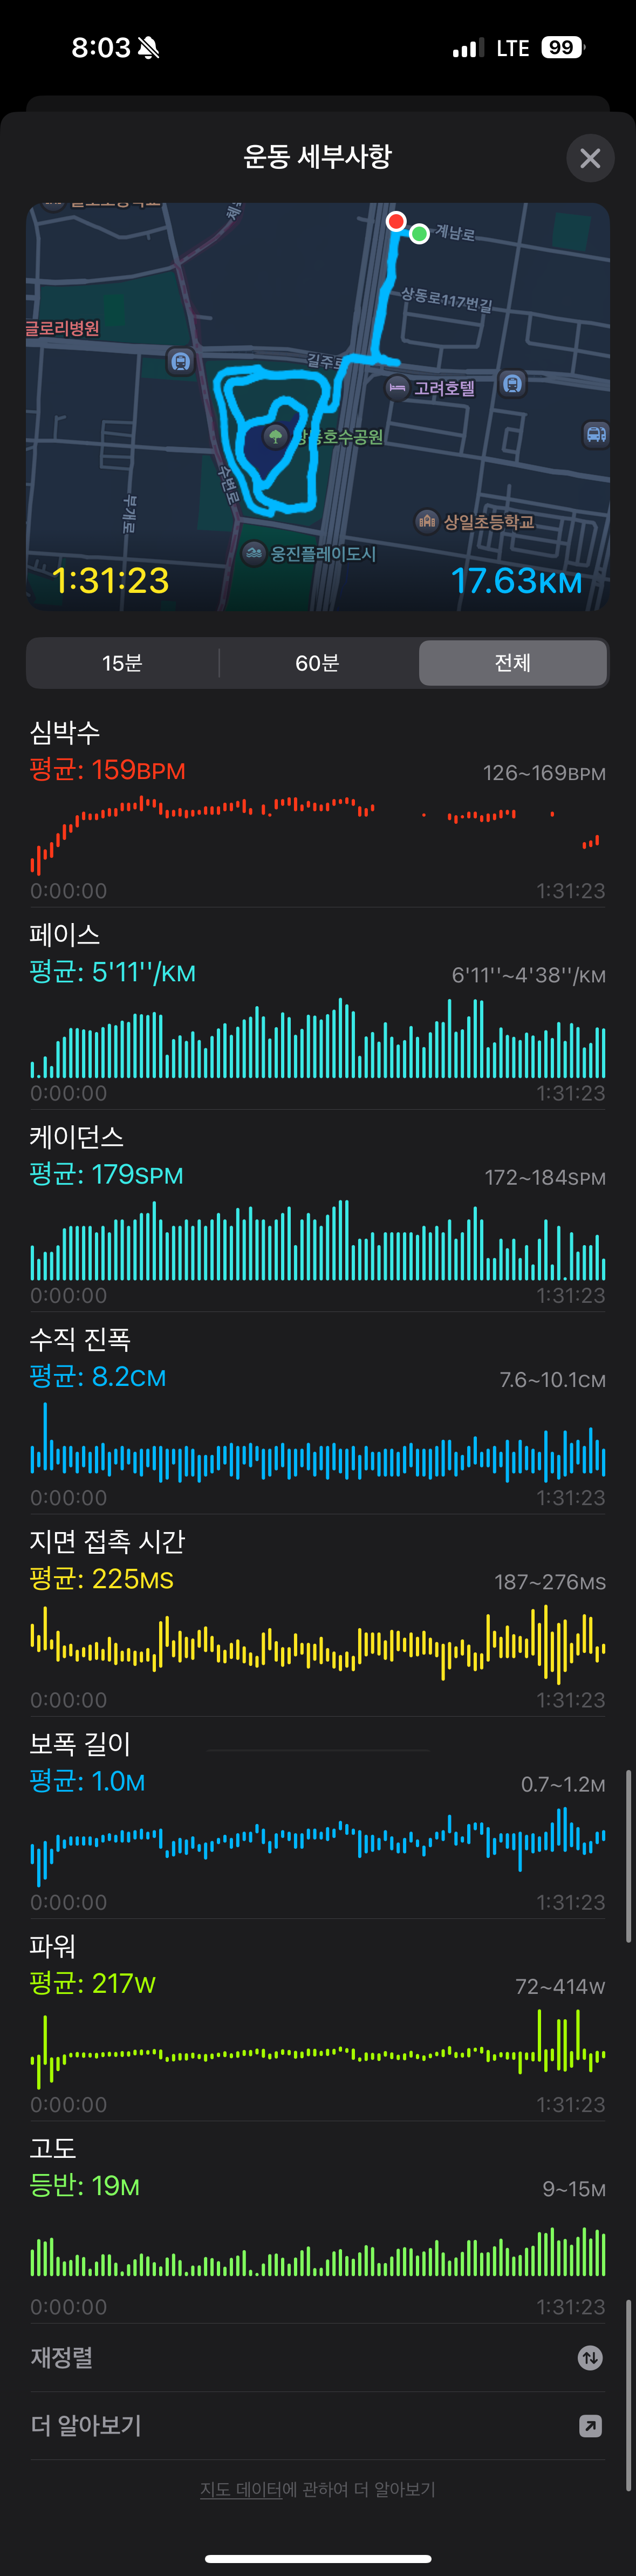 8:03
LTE 99
운동 세부사항
계남로
상동로117번길
글로리병원
길주로
고려호텔
상동호수공원
수변로
부개로
상일초등학교
웅진플레이도시
1:31:23
17.63KM
15분
60분
전체
심박수
평균: 159BPM
126~169BPM
0:00:00
1:31:23
페이스
평균: 5'11''/KM
6'11''~4'38''/KM
0:00:00
1:31:23
케이던스
평균: 179SPM
172~184SPM
0:00:00
1:31:23
수직 진폭
평균: 8.2CM
7.6~10.1CM
0:00:00
1:31:23
지면 접촉 시간
평균: 225MS
187~276MS
0:00:00
1:31:23
보폭 길이
평균: 1.0M
0.7~1.2M
0:00:00
1:31:23
파워
평균: 217W
72~414W
0:00:00
1:31:23
고도
등반: 19M
9~15M
0:00:00
1:31:23
재정렬
더 알아보기
지도 데이터에 관하여 더 알아보기